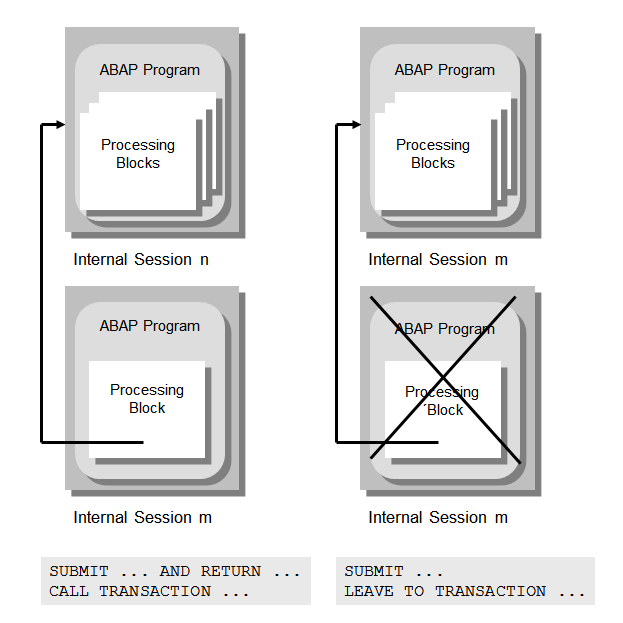 ABAP Program
Processing
Blocks
Internal Session n
ABAP Program
Processing
Block
Internal Session m
SUBMIT ... AND RETURN ...
CALL TRANSACTION ...
ABAP Program
Processing
Blocks
Internal Session m
ABAP Program
Processing
´Block
Internal Session m
SUBMIT ...
LEAVE TO TRANSACTION ...